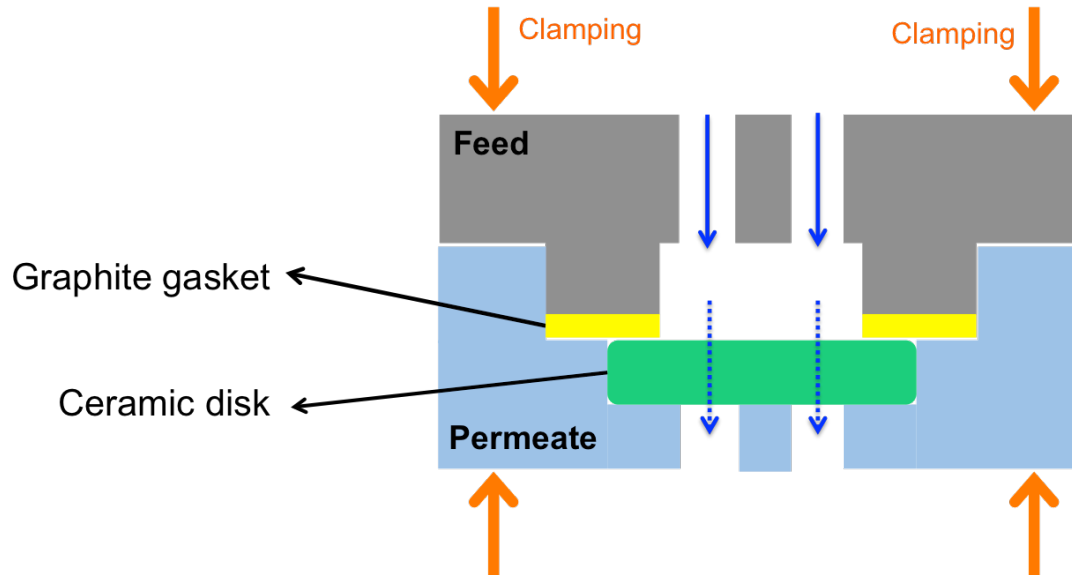 Clamping
Clamping
Feed
Graphite gasket
Ceramic disk
Permeate